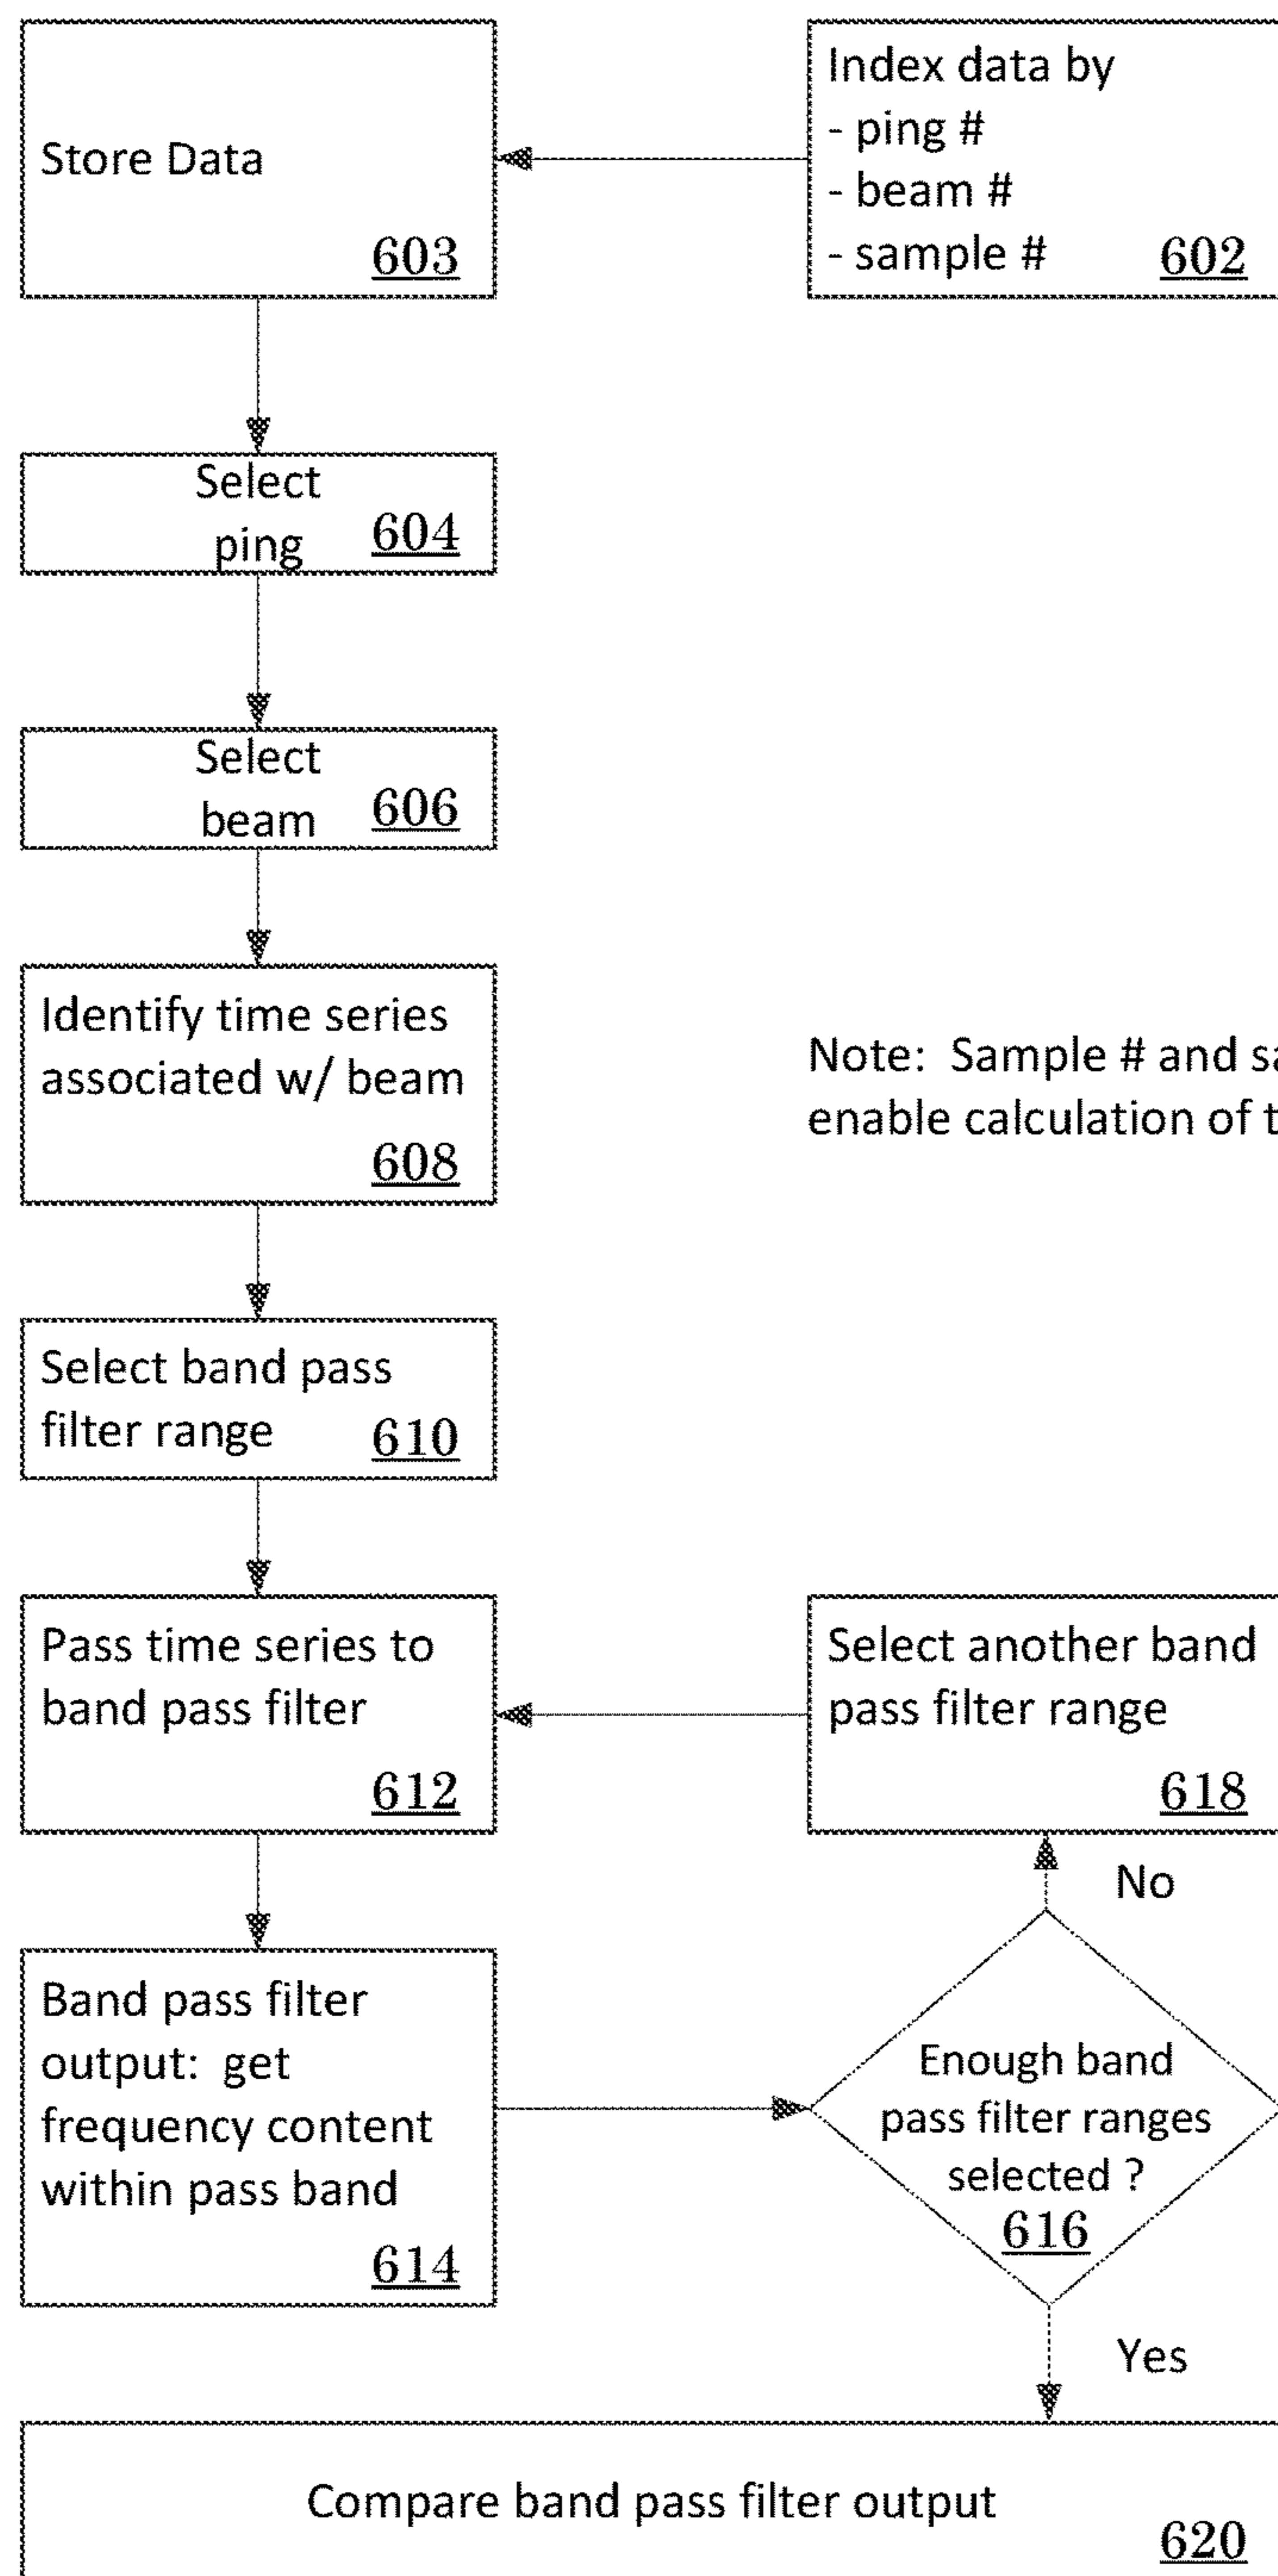 Store Data
603
Index data by
- ping #
- beam #
- sample #
602
Select
ping
604
Select
beam
606
Identify time series
associated w/ beam
608
Note: Sample # and
enable calculation of
Select band pass
filter range
610
Pass time series to
band pass filter
612
Select another band
pass filter range
618
No
Band pass filter
output: get
frequency content
within pass band
614
Enough band
pass filter ranges
selected ?
616
Yes
Compare band pass filter output
620